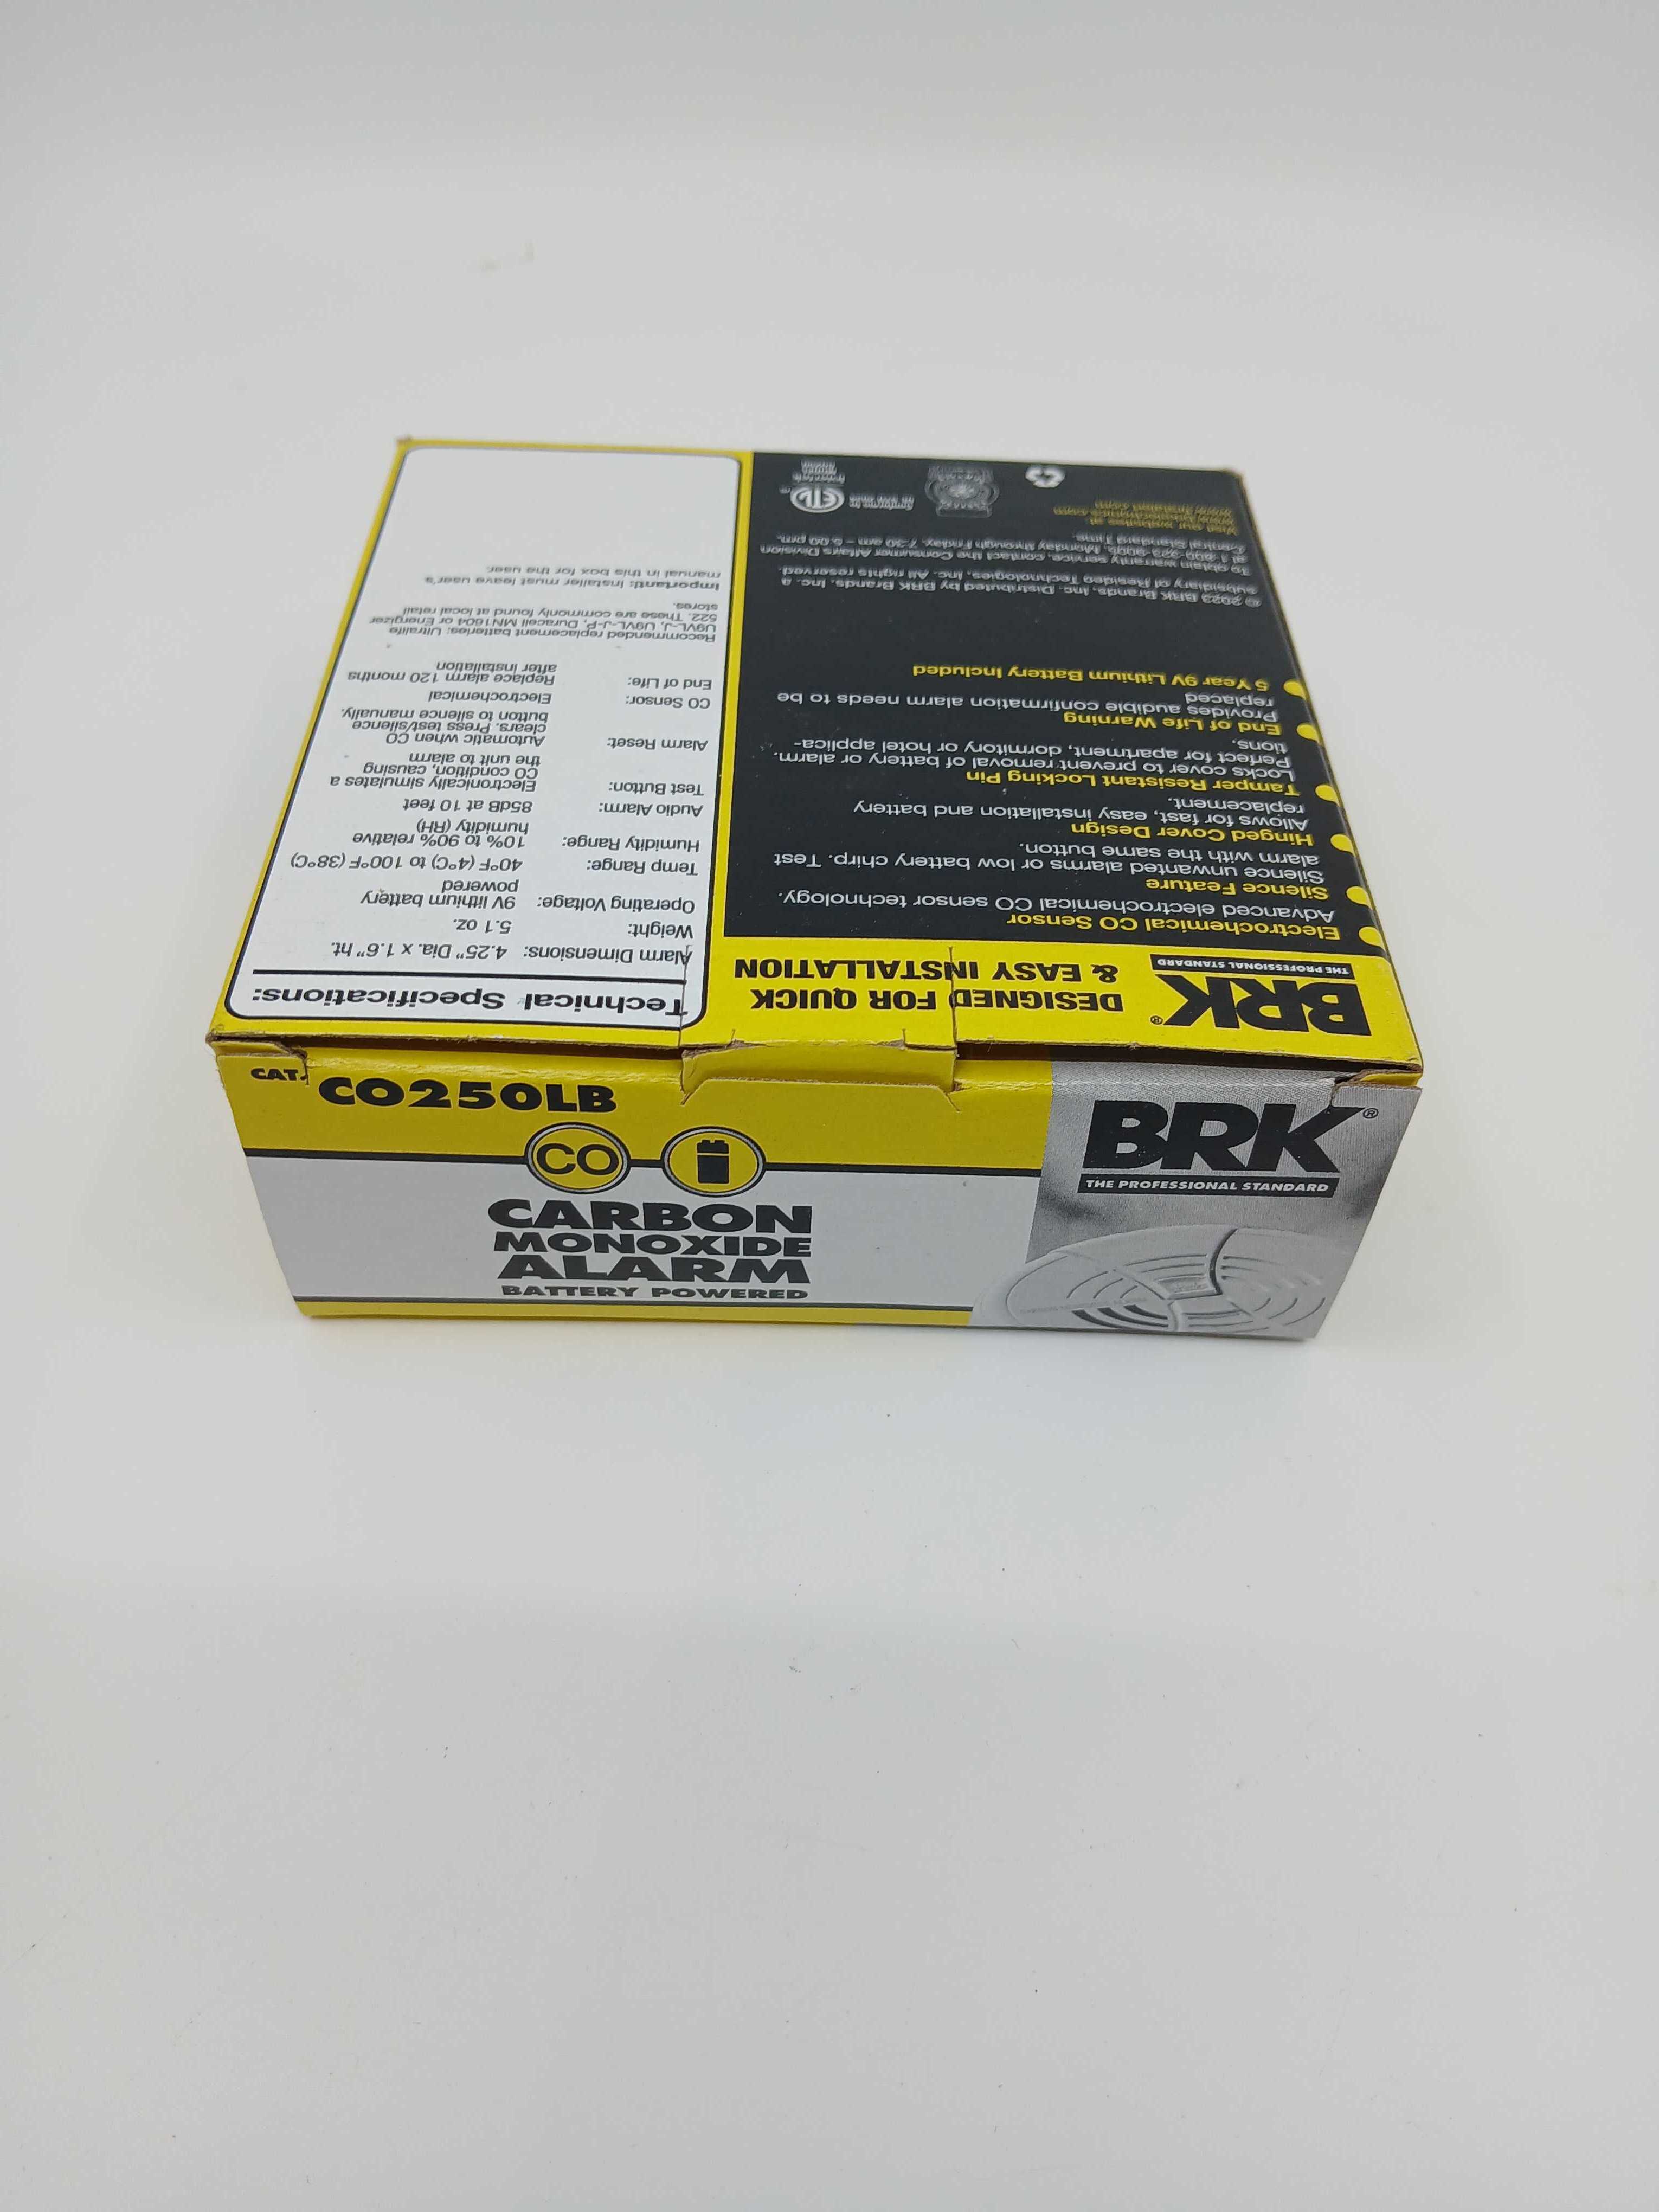 BRK®
THE PROFESSIONAL STANDARD
DESIGNED FOR QUICK
& EASY INSTALLATION
Electrochemical CO Sensor
Advanced electrochemical CO sensor technology.
Silence Feature
Silence unwanted alarms or low battery chirp. Test
alarm with the same button.
Hinged Cover Design
Allows for fast, easy installation and battery
replacement.
Tamper Resistant Locking Pin
Locks cover to prevent removal of battery or alarm.
Perfect for apartment, dormitory or hotel applica-
tions.
End of Life Warning
Provides audible confirmation alarm needs to be
replaced
5 Year 9V Lithium Battery Included
© 2023 BRK Brands, Inc. Distributed by BRK Brands, Inc. a
subsidiary of Resideo Technologies, Inc. All rights reserved.
To obtain warranty service, contact the Consumer Affairs Division
at 1-800-323-9005, Monday through Friday, 7:30 am – 5:00 pm,
Central Standard Time.
Visit our websites at:
ETL
Technical Specifications:
Alarm Dimensions: 4.25" Dia. x 1.6" ht.
Weight: 5.1 oz.
Operating Voltage: 9V lithium battery
powered
Temp Range: 40°F (4°C) to 100°F (38°C)
Humidity Range: 10% to 90% relative
humidity (RH)
Audio Alarm: 85dB at 10 feet
Test Button: Electronically simulates a
CO condition, causing
the unit to alarm
Alarm Reset: Automatic when CO
clears. Press test/silence
button to silence manually.
CO Sensor: Electrochemical
End of Life: Replace alarm 120 months
after installation
Recommended replacement batteries: Ultralife
U9VL-J, U9VL-J-P, Duracell MN1604 or Energizer
522. These are commonly found at local retail
stores.
Important: Installer must leave user's
manual in this box for the user.
CAT. CO250LB
CO
CARBON
MONOXIDE
ALARM
BATTERY POWERED
BRK®
THE PROFESSIONAL STANDARD